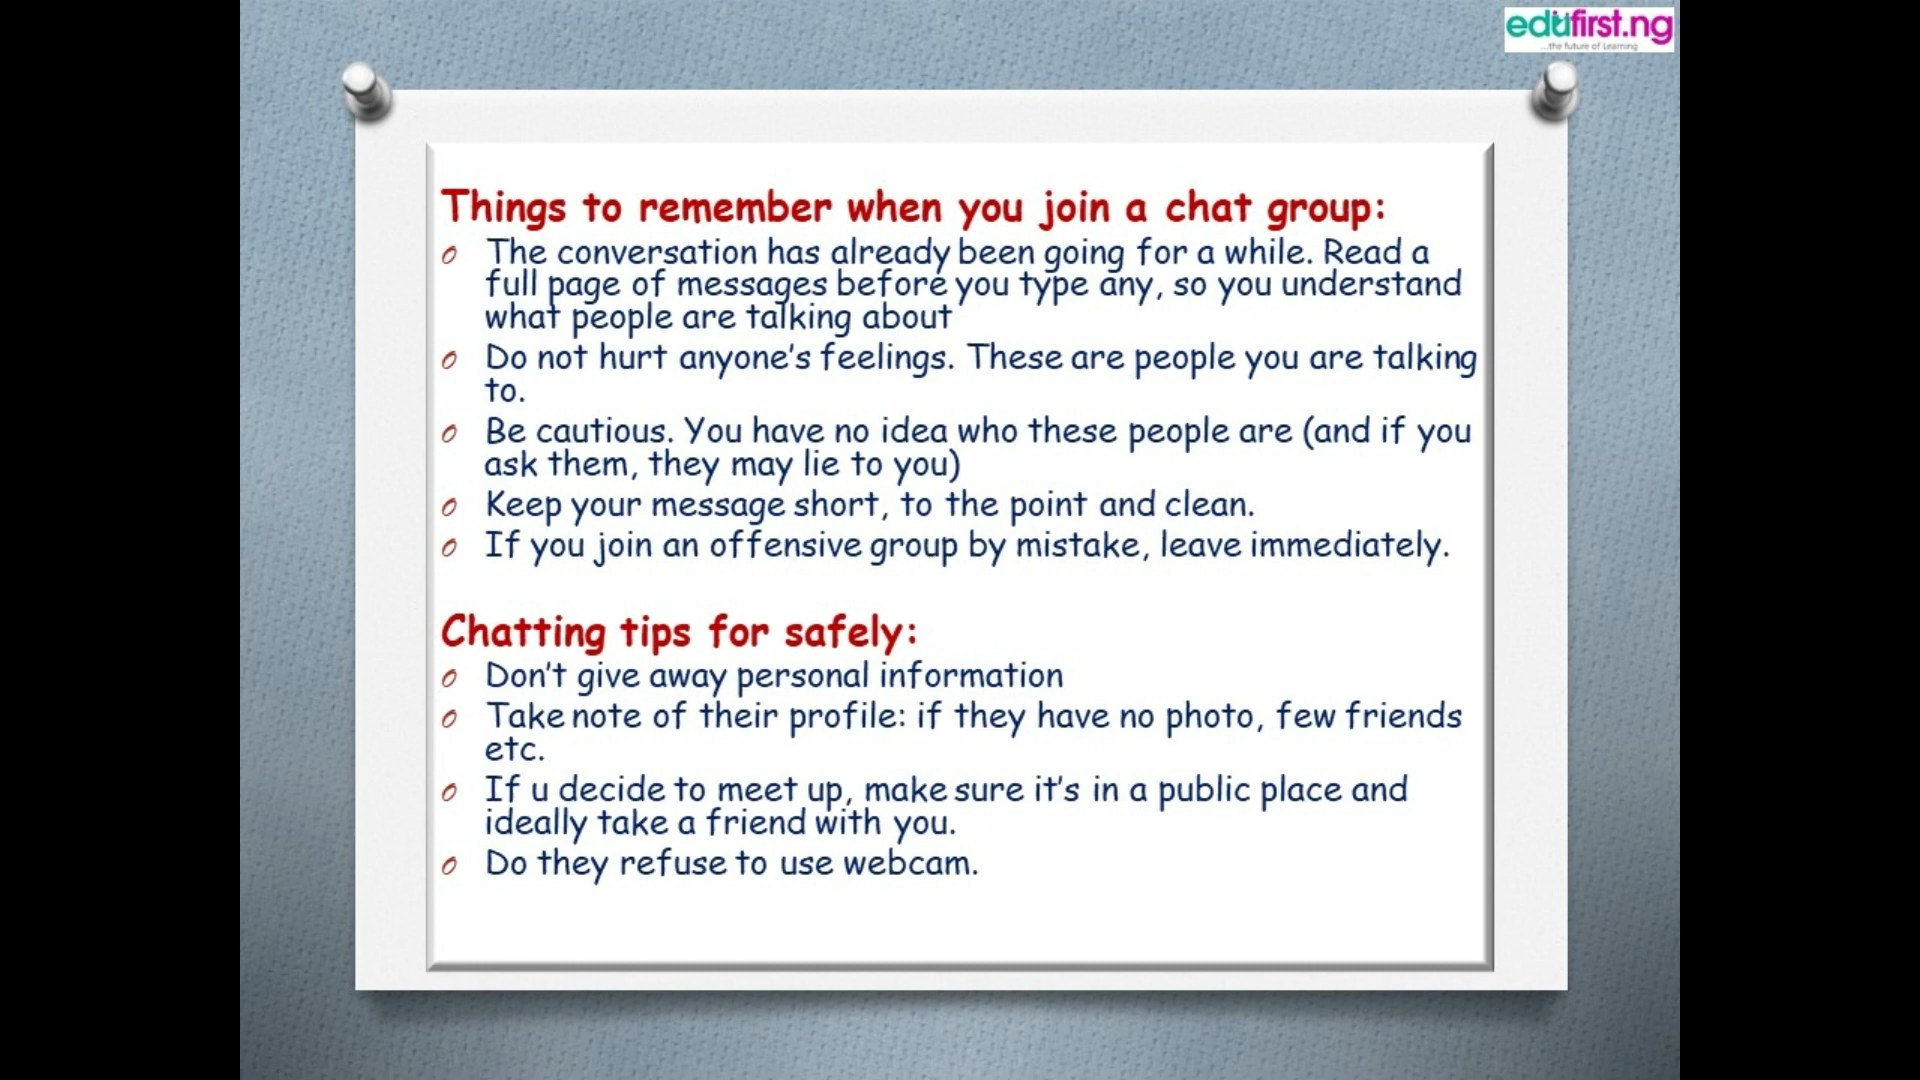 edufirst.ng
...the future of Learning
Things to remember when you join a chat group:
The conversation has already been going for a while. Read a
full page of messages before you type any, so you understand
what people are talking about
Do not hurt anyone's feelings. These are people you are talking
to.
Be cautious. You have no idea who these people are (and if you
ask them, they may lie to you)
Keep your message short, to the point and clean.
If you join an offensive group by mistake, leave immediately.
Chatting tips for safely:
Don't give away personal information
Take note of their profile: if they have no photo, few friends
etc.
If u decide to meet up, make sure it's in a public place and
ideally take a friend with you.
Do they refuse to use webcam.